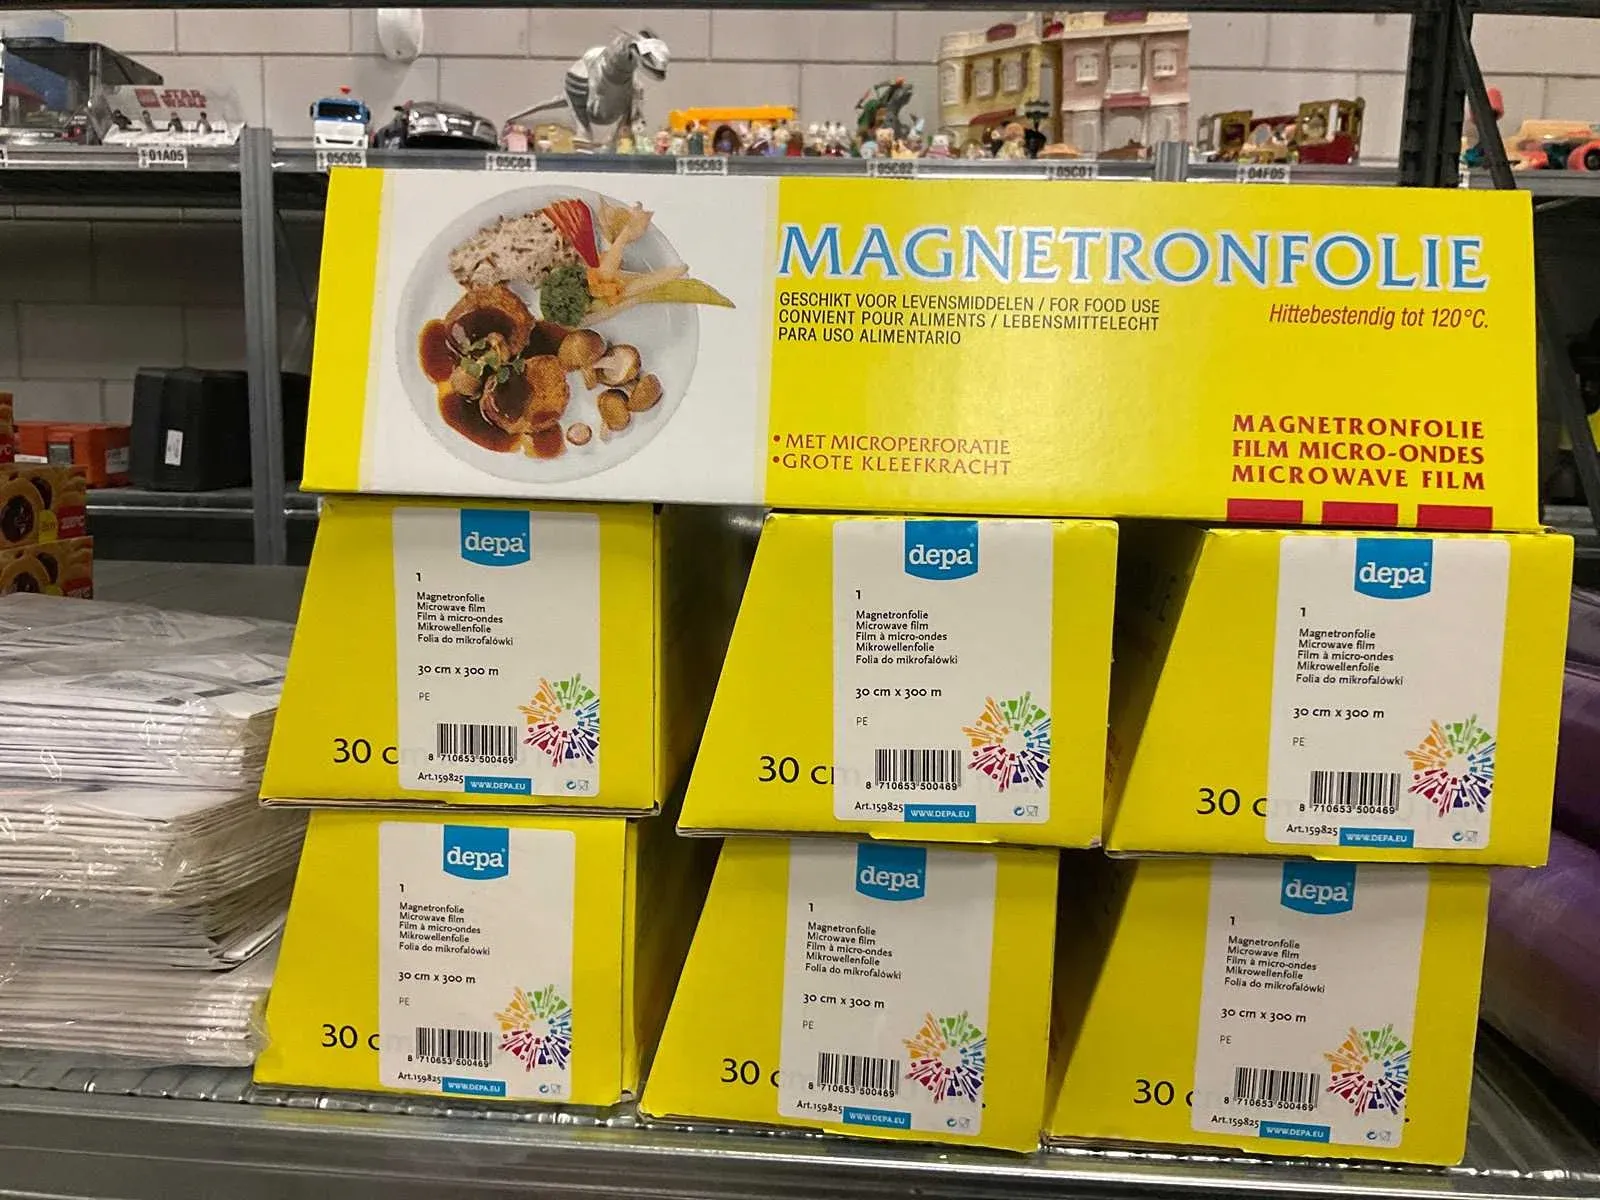 LEGO STAR WARS
01A05
05C05
05C04
05C03
05C02
05C01
04F05
MAGNETRONFOLIE
GESCHIKT VOOR LEVENSMIDDELEN / FOR FOOD USE
CONVIENT POUR ALIMENTS / LEBENSMITTELECHT
PARA USO ALIMENTARIO
Hittebestendig tot 120°C.
• MET MICROPERFORATIE
• GROTE KLEEFKRACHT
MAGNETRONFOLIE
FILM MICRO-ONDES
MICROWAVE FILM
depa
1
Magnetronfolie
Microwave film
Film à micro-ondes
Mikrowellenfolie
Folia do mikrofalówki
30 cm x 300 m
PE
30 c
8 710653 500469
Art.159825
WWW.DEPA.EU
depa
1
Magnetronfolie
Microwave film
Film à micro-ondes
Mikrowellenfolie
Folia do mikrofalówki
30 cm x 300 m
PE
30 cm
8 710653 500469
Art.159825
WWW.DEPA.EU
depa
1
Magnetronfolie
Microwave film
Film à micro-ondes
Mikrowellenfolie
Folia do mikrofalówki
30 cm x 300 m
PE
30 c
8 710653 500469
Art.159825
WWW.DEPA.EU
depa
1
Magnetronfolie
Microwave film
Film à micro-ondes
Mikrowellenfolie
Folia do mikrofalówki
30 cm x 300 m
PE
30 c
8 710653 500469
Art.159825
WWW.DEPA.EU
depa
1
Magnetronfolie
Microwave film
Film à micro-ondes
Mikrowellenfolie
Folia do mikrofalówki
30 cm x 300 m
PE
30 c
8 710653 500469
Art.159825
WWW.DEPA.EU
depa
1
Magnetronfolie
Microwave film
Film à micro-ondes
Mikrowellenfolie
Folia do mikrofalówki
30 cm x 300 m
PE
30 c
8 710653 500469
Art.159825
WWW.DEPA.EU